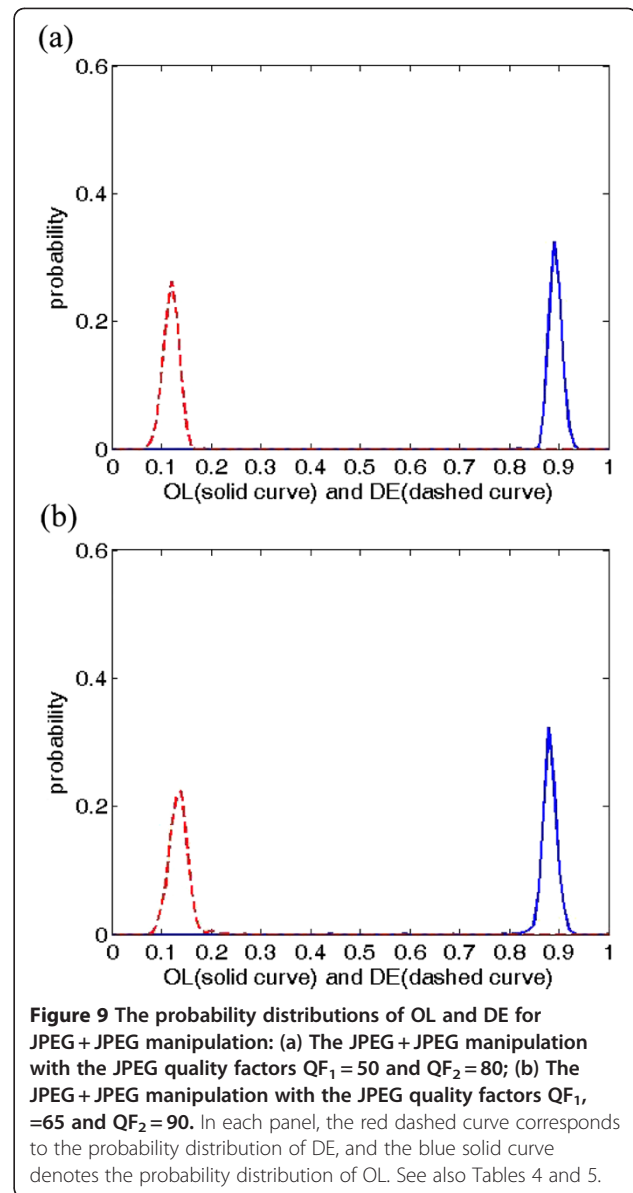 (a)
0.6
0.4
0.2
0
probability
0 0.1 0.2 0.3 0.4 0.5 0.6 0.7 0.8 0.9 1
OL(solid curve) and DE(dashed curve)
(b)
0.6
0.4
0.2
0
probability
0 0.1 0.2 0.3 0.4 0.5 0.6 0.7 0.8 0.9 1
OL(solid curve) and DE(dashed curve)
Figure 9 The probability distributions of OL and DE for
JPEG + JPEG manipulation: (a) The JPEG + JPEG manipulation
with the JPEG quality factors QF₁ = 50 and QF₂ = 80; (b) The
JPEG + JPEG manipulation with the JPEG quality factors QF₁,
=65 and QF₂ = 90. In each panel, the red dashed curve corresponds
to the probability distribution of DE, and the blue solid curve
denotes the probability distribution of OL. See also Tables 4 and 5.